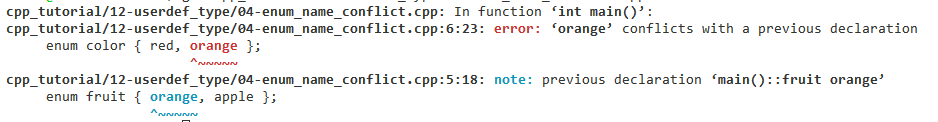 cpp_tutorial/12-userdef_type/04-enum_name_conflict.cpp: In function ‘int main()’:
cpp_tutorial/12-userdef_type/04-enum_name_conflict.cpp:6:23: error: ‘orange’ conflicts with a previous declaration
enum color { red, orange };
^~~~~~
cpp_tutorial/12-userdef_type/04-enum_name_conflict.cpp:5:18: note: previous declaration ‘main()::fruit orange’
enum fruit { orange, apple };
^~~~~~